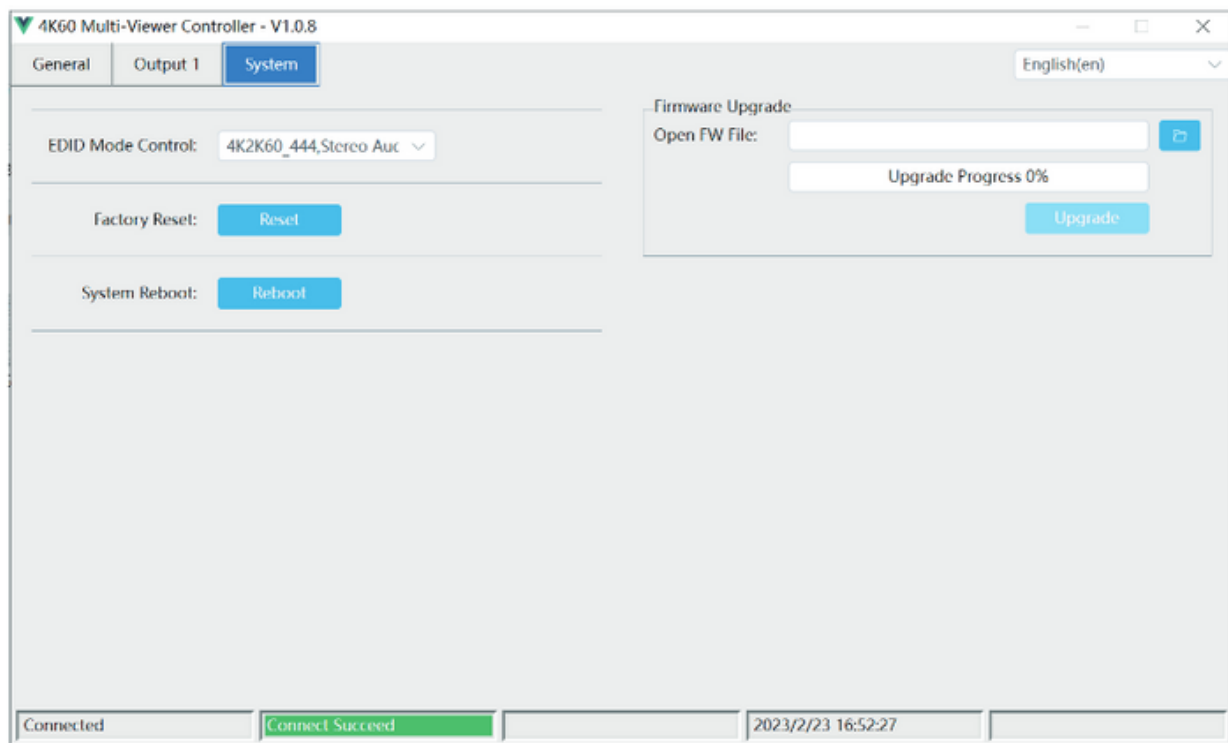 4K60 Multi-Viewer Controller - V1.0.8
General Output 1 System English(en)
EDID Mode Control: 4K2K60_444,Stereo Auc
Factory Reset: Reset
System Reboot: Reboot
Firmware Upgrade
Open FW File:
Upgrade Progress 0%
Upgrade
Connected Connect Succeed 2023/2/23 16:52:27